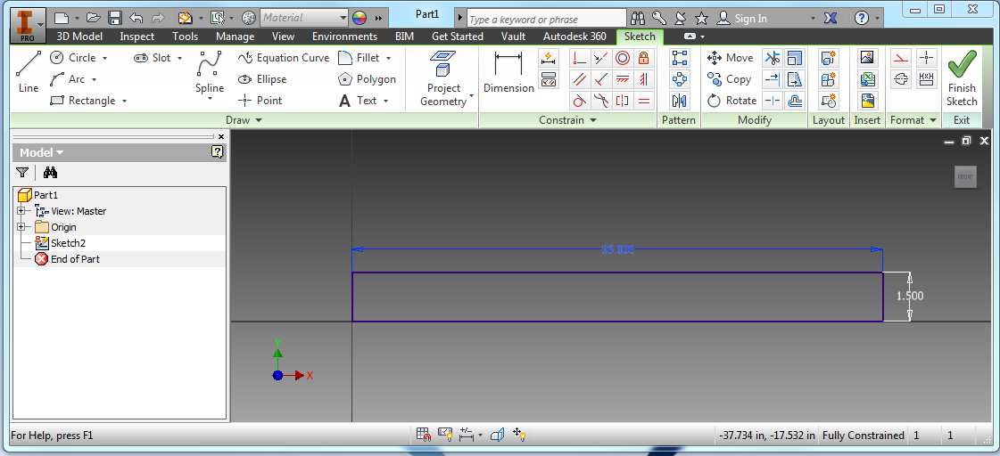 Material
Part1
Type a keyword or phrase
Sign In
PRO
3D Model Inspect Tools Manage View Environments BIM Get Started Vault Autodesk 360 Sketch
Line
Circle
Arc
Rectangle
Slot
Spline
Equation Curve
Ellipse
Point
Fillet
Polygon
A Text
Project Geometry
Dimension
Move
Copy
Rotate
Finish Sketch
Draw Constrain Pattern Modify Layout Insert Format Exit
Model
Part1
View: Master
Origin
Sketch2
End of Part
FRONT
1.500
Y
X
For Help, press F1
-37.734 in, -17.532 in Fully Constrained 1 1